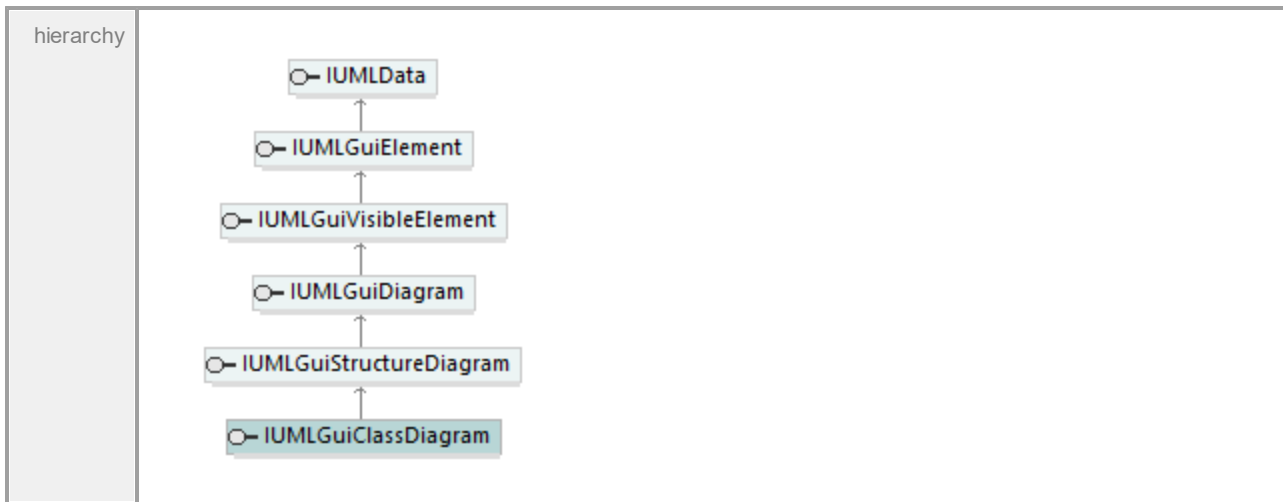 hierarchy
IUMLData
IUMLGuiElement
IUMLGuiVisibleElement
IUMLGuiDiagram
IUMLGuiStructureDiagram
IUMLGuiClassDiagram